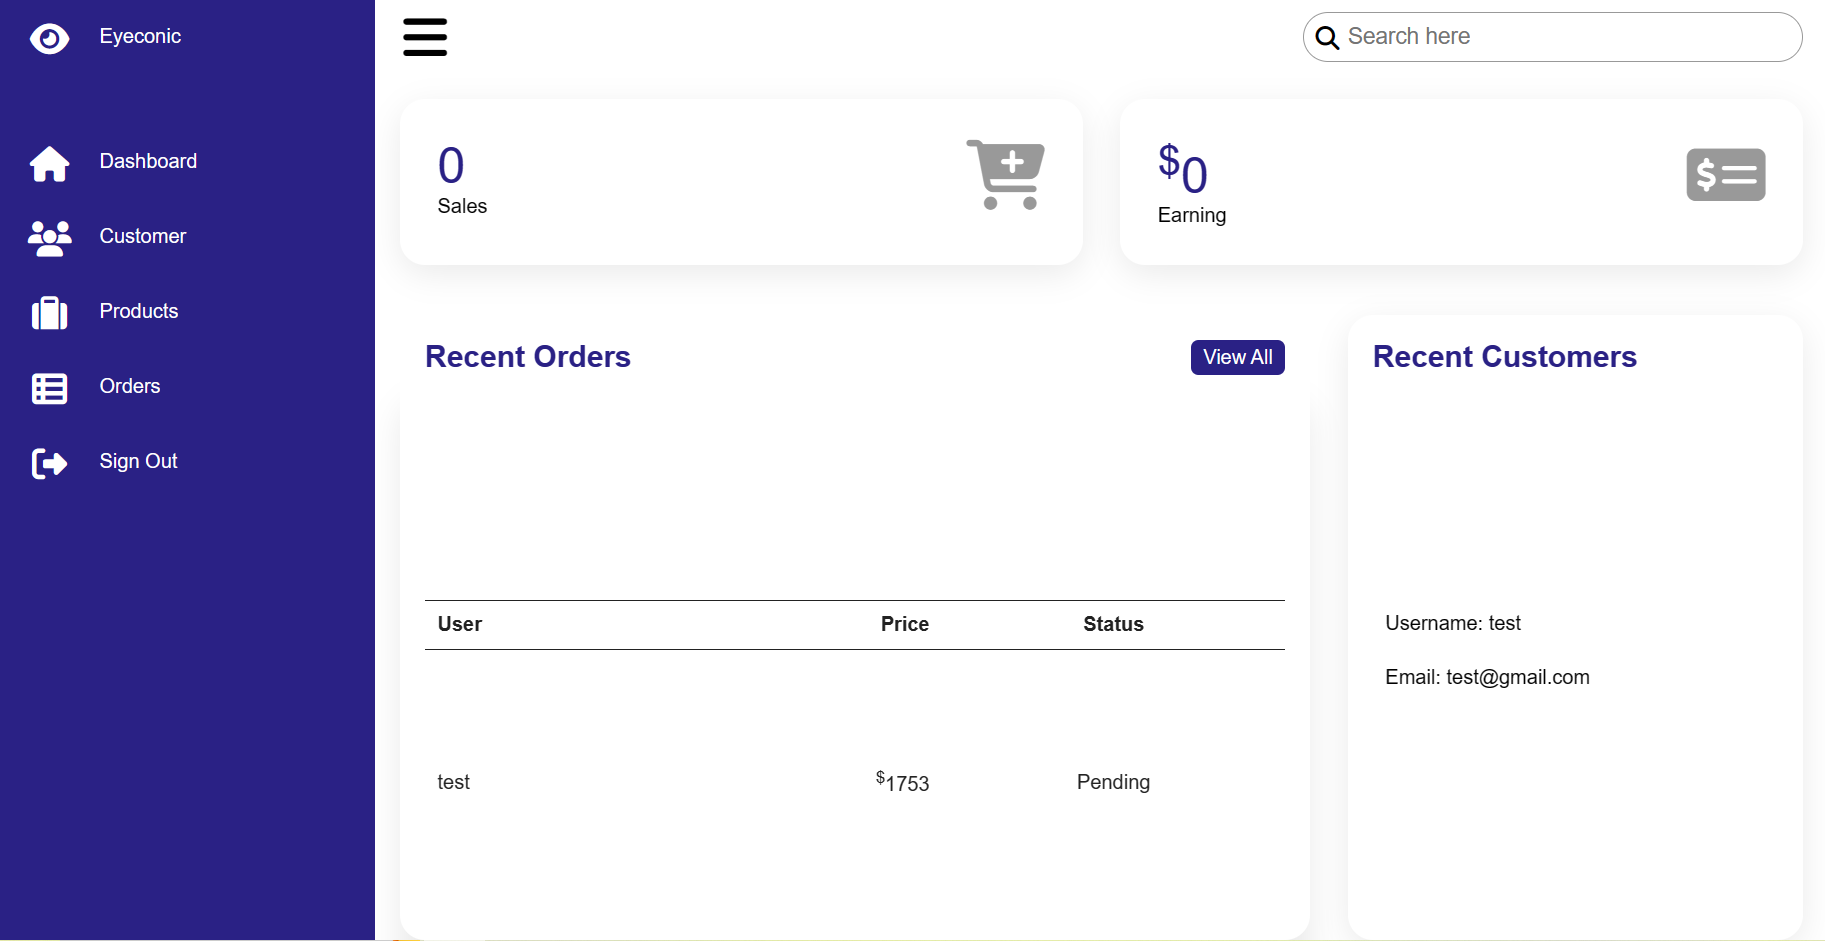 Eyeconic
Dashboard
Customer
Products
Orders
Sign Out
Search here
0
Sales
$0
Earning
Recent Orders
View All
User Price Status
test $1753 Pending
Recent Customers
Username: test
Email: test@gmail.com